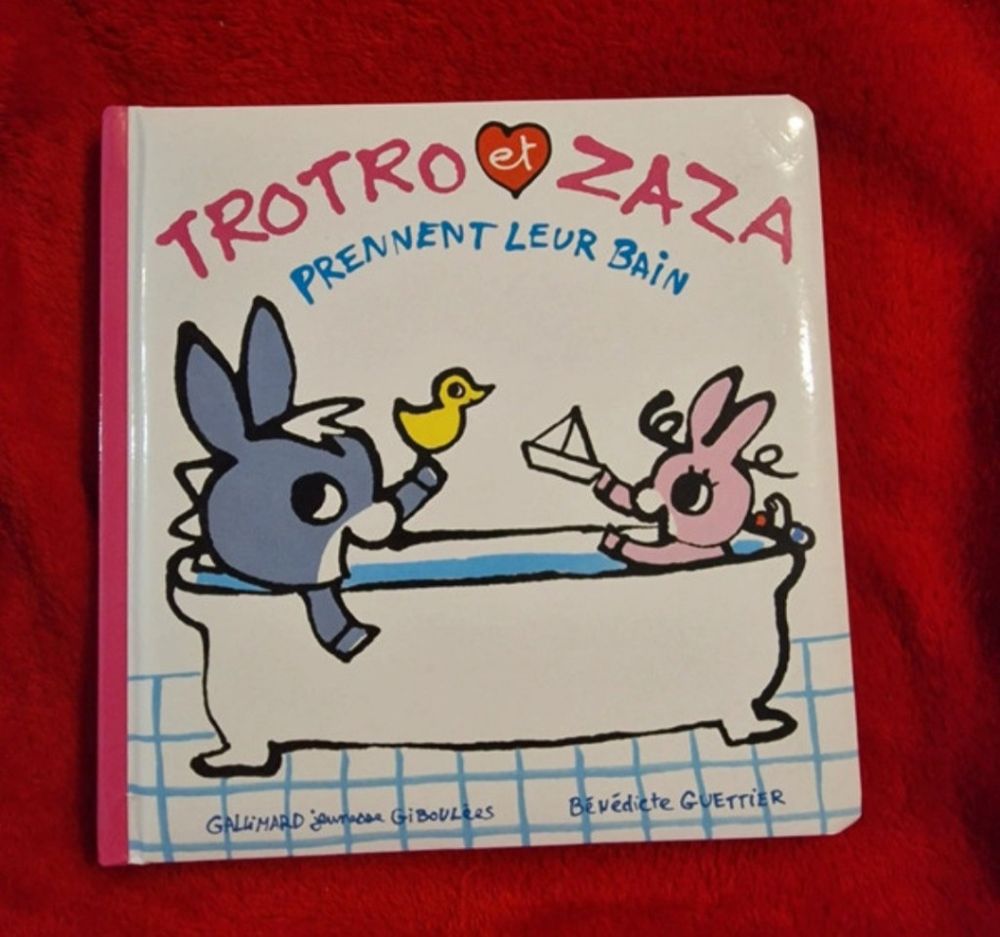 TROTRO et ZAZA
PRENNENT LEUR BAiN
GALLiMARD jeunesse GiBOULÉES
BÉNÉdicte GUETTiER